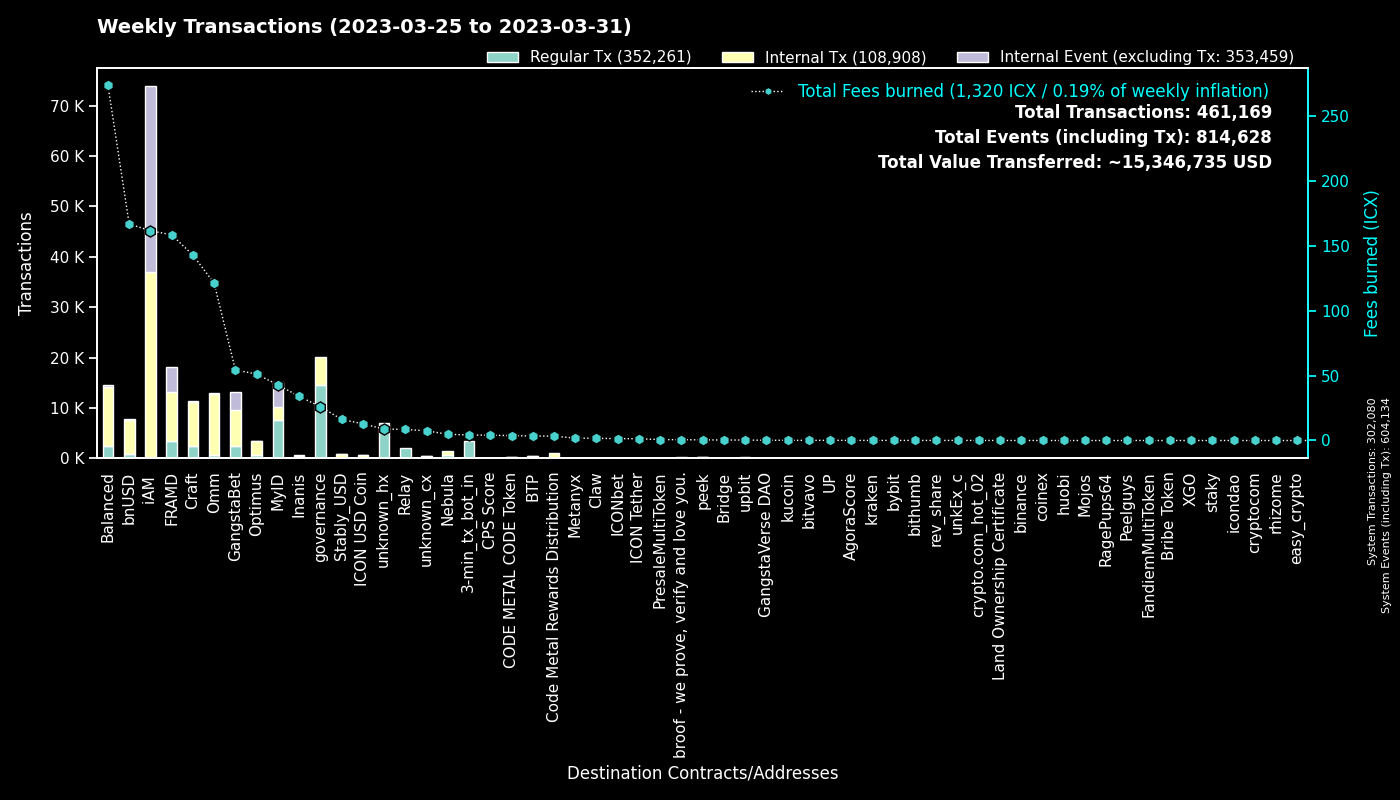 Weekly Transactions (2023-03-25 to 2023-03-31)
Regular Tx (352,261)
Internal Tx (108,908)
Internal Event (excluding Tx: 353,459)
Total Fees burned (1,320 ICX / 0.19% of weekly inflation)
Total Transactions: 461,169
Total Events (including Tx): 814,628
Total Value Transferred: ~15,346,735 USD
Transactions
70 K
60 K
50 K
40 K
30 K
20 K
10 K
0 K
250
200
150
100
50
0
Fees burned (ICX)
System Transactions: 302,080
System Events (including Tx): 604,134
Balanced
bnUSD
iAM
FRAMD
Craft
Omm
GangstaBet
Optimus
MyID
Inanis
governance
Stably_USD
ICON USD Coin
unknown_hx
Relay
unknown_cx
Nebula
3-min_tx_bot_in
CPS Score
CODE METAL CODE Token
BTP
Code Metal Rewards Distribution
Metanyx
Claw
ICONbet
ICON Tether
PresaleMultiToken
broof - we prove, verify and love you.
peek
Bridge
upbit
GangstaVerse DAO
kucoin
bitvavo
UP
AgoraScore
kraken
bybit
bithumb
rev_share
unkEx_c
crypto.com_hot_02
Land Ownership Certificate
binance
coinex
huobi
Mojos
RagePups64
Peelguys
FandiemMultiToken
Bribe Token
XGO
staky
icondao
cryptocom
rhizome
easy_crypto
Destination Contracts/Addresses